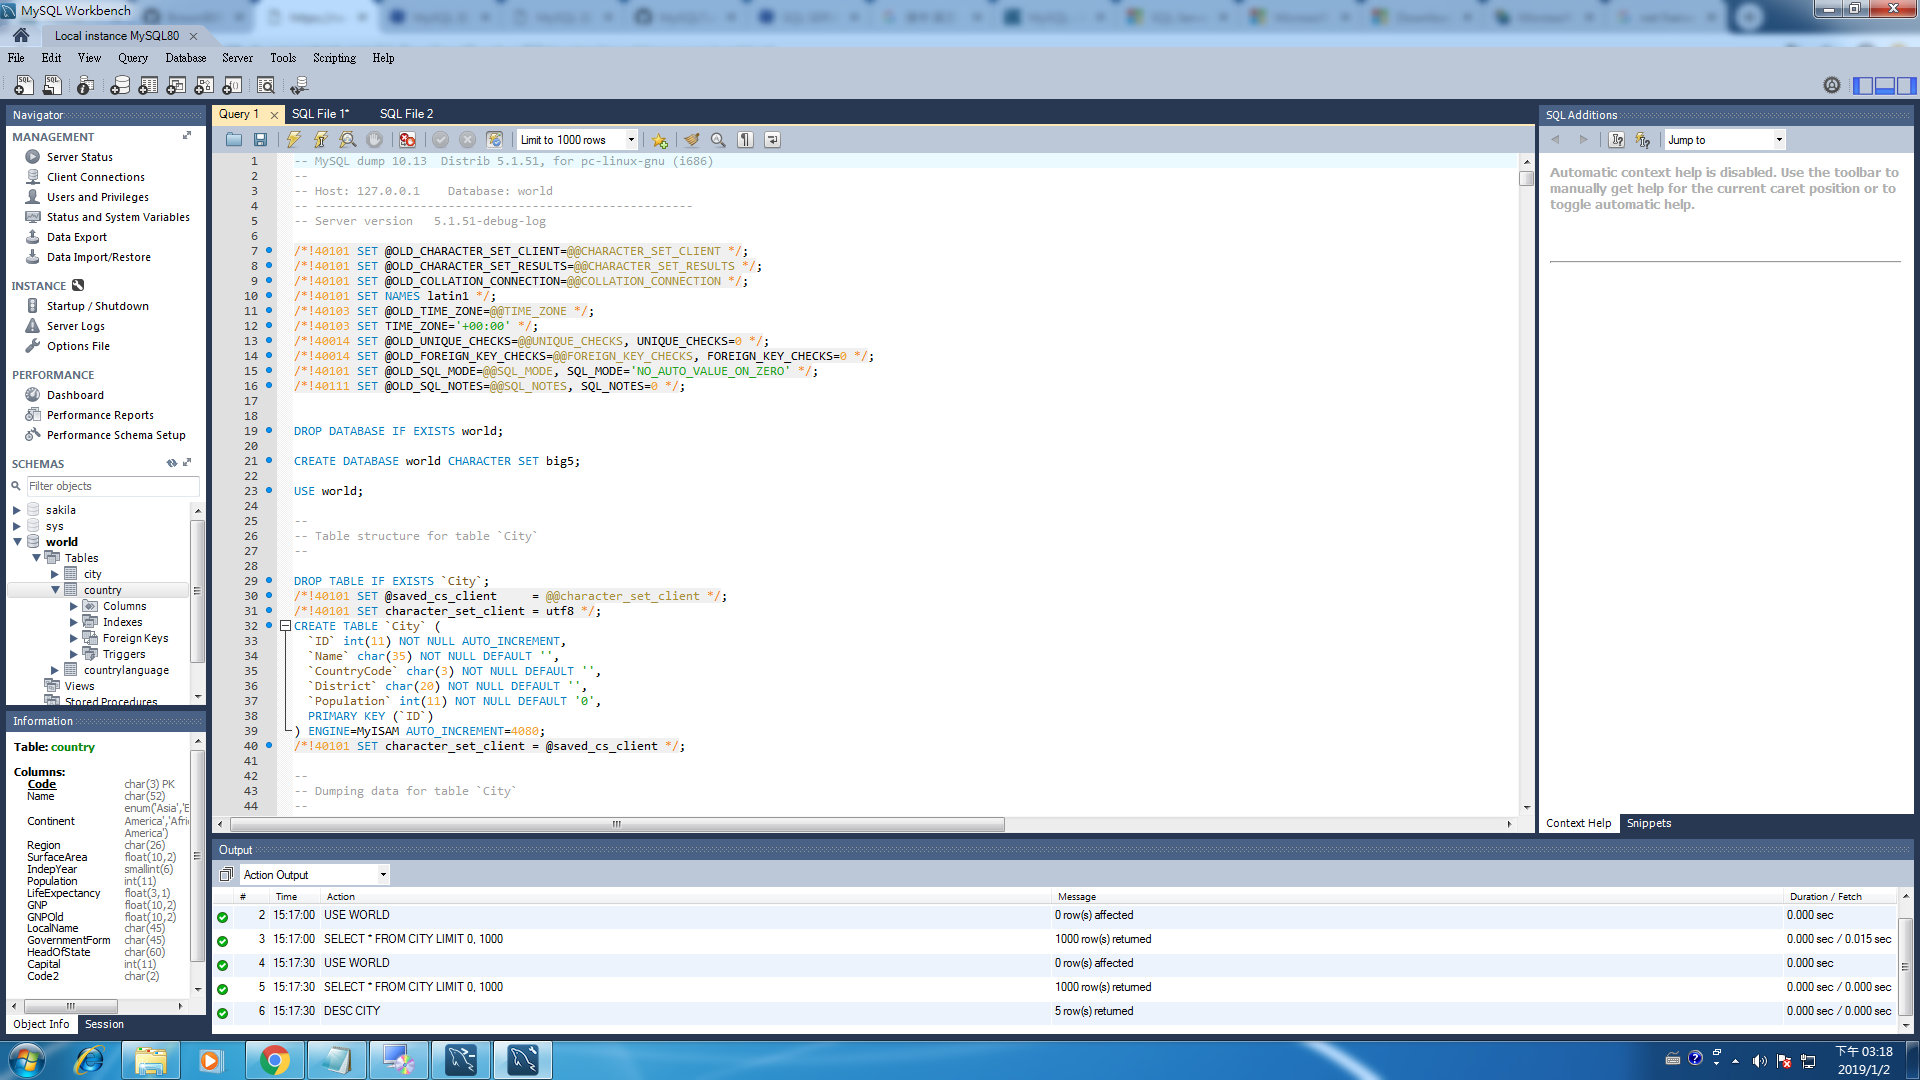 MySQL Workbench
Local instance MySQL80
File Edit View Query Database Server Tools Scripting Help
Navigator
MANAGEMENT
Server Status
Client Connections
Users and Privileges
Status and System Variables
Data Export
Data Import/Restore
INSTANCE
Startup / Shutdown
Server Logs
Options File
PERFORMANCE
Dashboard
Performance Reports
Performance Schema Setup
SCHEMAS
Filter objects
sakila
sys
world
Tables
city
country
Columns
Indexes
Foreign Keys
Triggers
countrylanguage
Views
Stored Procedures
Information
Table: country
Columns:
Code char(3) PK
Name char(52)
enum('Asia','E
Continent America','Afri
America')
Region char(26)
SurfaceArea float(10,2)
IndepYear smallint(6)
Population int(11)
LifeExpectancy float(3,1)
GNP float(10,2)
GNPOld float(10,2)
LocalName char(45)
GovernmentForm char(45)
HeadOfState char(60)
Capital int(11)
Code2 char(2)
Object Info Session
Query 1 SQL File 1* SQL File 2
Limit to 1000 rows
1 -- MySQL dump 10.13  Distrib 5.1.51, for pc-linux-gnu (i686)
2 --
3 -- Host: 127.0.0.1    Database: world
4 -- ------------------------------------------------------
5 -- Server version   5.1.51-debug-log
6
7 /*!40101 SET @OLD_CHARACTER_SET_CLIENT=@@CHARACTER_SET_CLIENT */;
8 /*!40101 SET @OLD_CHARACTER_SET_RESULTS=@@CHARACTER_SET_RESULTS */;
9 /*!40101 SET @OLD_COLLATION_CONNECTION=@@COLLATION_CONNECTION */;
10 /*!40101 SET NAMES latin1 */;
11 /*!40103 SET @OLD_TIME_ZONE=@@TIME_ZONE */;
12 /*!40103 SET TIME_ZONE='+00:00' */;
13 /*!40014 SET @OLD_UNIQUE_CHECKS=@@UNIQUE_CHECKS, UNIQUE_CHECKS=0 */;
14 /*!40014 SET @OLD_FOREIGN_KEY_CHECKS=@@FOREIGN_KEY_CHECKS, FOREIGN_KEY_CHECKS=0 */;
15 /*!40101 SET @OLD_SQL_MODE=@@SQL_MODE, SQL_MODE='NO_AUTO_VALUE_ON_ZERO' */;
16 /*!40111 SET @OLD_SQL_NOTES=@@SQL_NOTES, SQL_NOTES=0 */;
17
18
19 DROP DATABASE IF EXISTS world;
20
21 CREATE DATABASE world CHARACTER SET big5;
22
23 USE world;
24
25 --
26 -- Table structure for table `City`
27 --
28
29 DROP TABLE IF EXISTS `City`;
30 /*!40101 SET @saved_cs_client     = @@character_set_client */;
31 /*!40101 SET character_set_client = utf8 */;
32 CREATE TABLE `City` (
33 `ID` int(11) NOT NULL AUTO_INCREMENT,
34 `Name` char(35) NOT NULL DEFAULT '',
35 `CountryCode` char(3) NOT NULL DEFAULT '',
36 `District` char(20) NOT NULL DEFAULT '',
37 `Population` int(11) NOT NULL DEFAULT '0',
38 PRIMARY KEY (`ID`)
39 ) ENGINE=MyISAM AUTO_INCREMENT=4080;
40 /*!40101 SET character_set_client = @saved_cs_client */;
41
42 --
43 -- Dumping data for table `City`
44 --
SQL Additions
Jump to
Automatic context help is disabled. Use the toolbar to
manually get help for the current caret position or to
toggle automatic help.
Context Help Snippets
Output
Action Output
# Time Action Message Duration / Fetch
2 15:17:00 USE WORLD 0 row(s) affected 0.000 sec
3 15:17:00 SELECT * FROM CITY LIMIT 0, 1000 1000 row(s) returned 0.000 sec / 0.015 sec
4 15:17:30 USE WORLD 0 row(s) affected 0.000 sec
5 15:17:30 SELECT * FROM CITY LIMIT 0, 1000 1000 row(s) returned 0.000 sec / 0.000 sec
6 15:17:30 DESC CITY 5 row(s) returned 0.000 sec / 0.000 sec
下午 03:18
2019/1/2